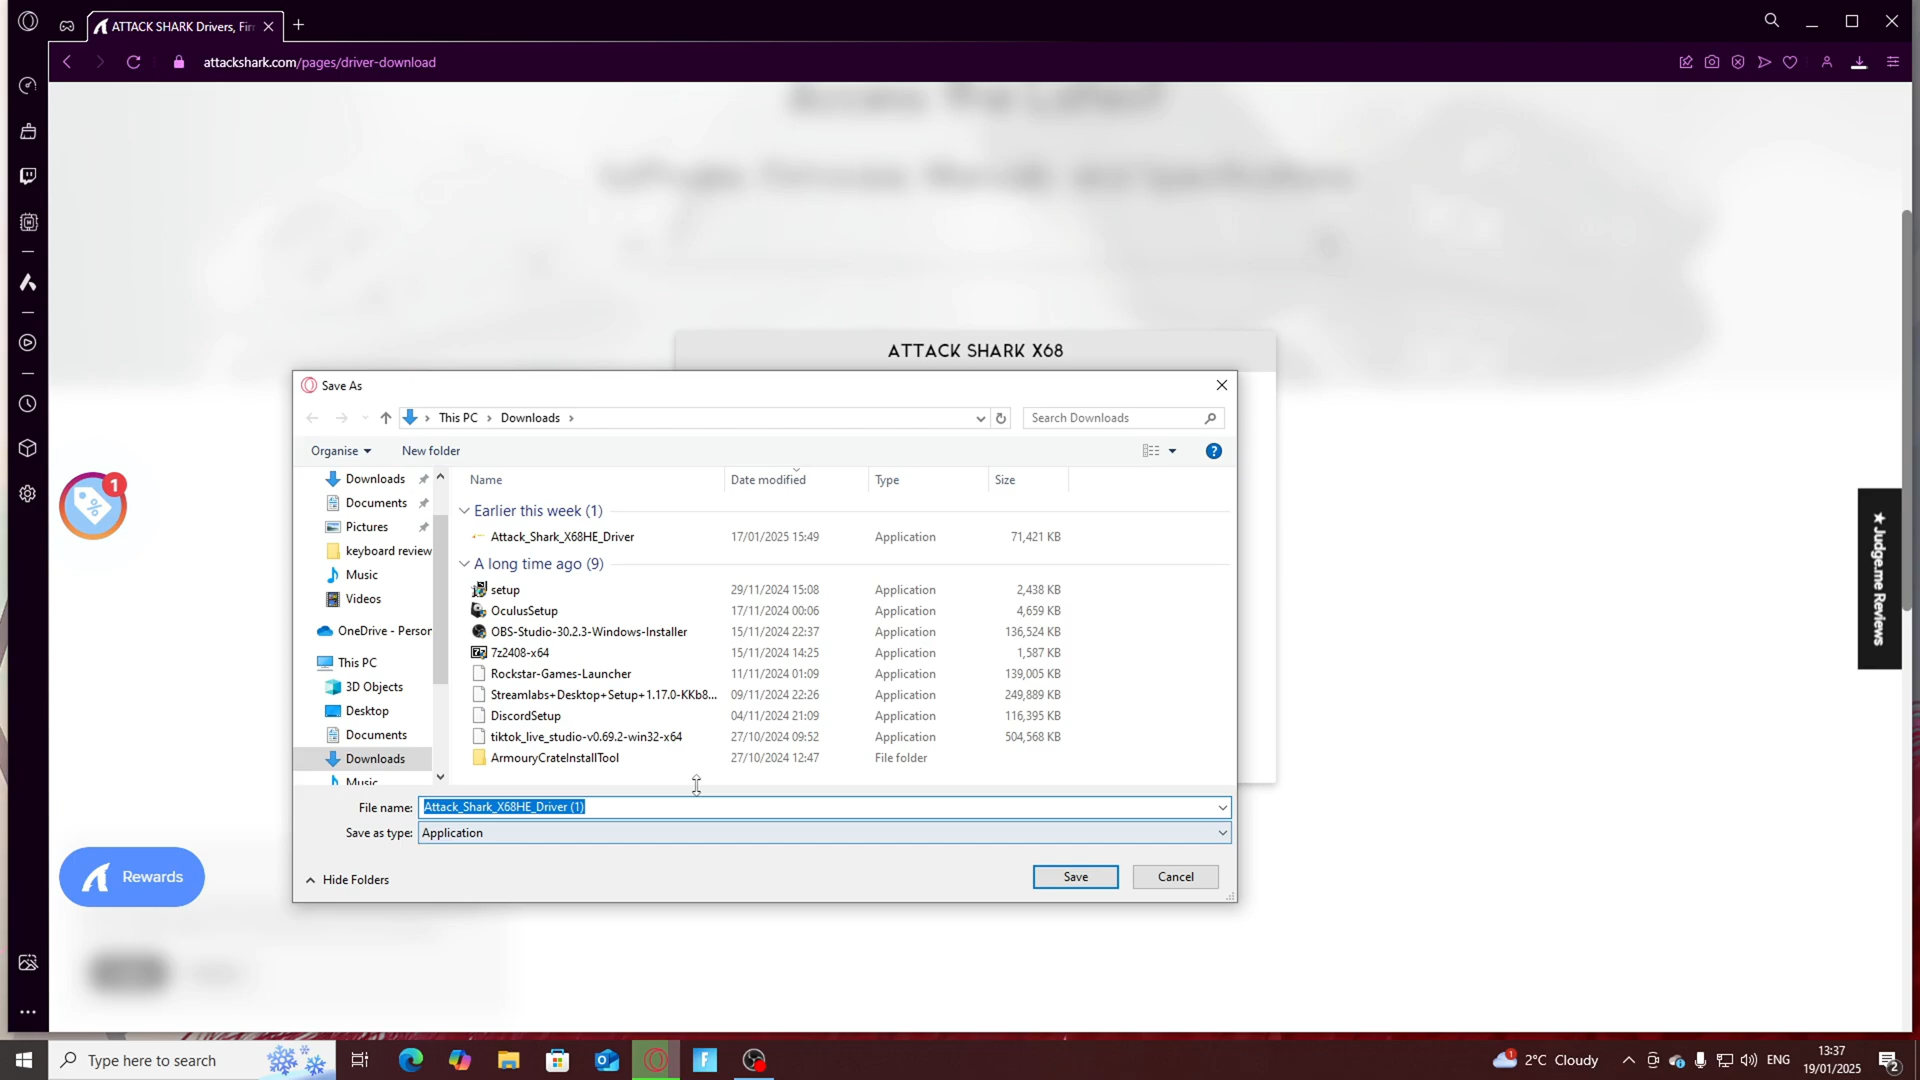 ATTACK SHARK Drivers, Fir
attackshark.com/pages/driver-download
Access the Latest
ATTACK SHARK X68
Save As
This PC
Downloads
Search Downloads
Organise
New folder
Name
Date modified
Type
Size
Downloads
Documents
Pictures
keyboard review
Music
Videos
OneDrive - Person
This PC
3D Objects
Desktop
Documents
Downloads
Music
Earlier this week (1)
Attack_Shark_X68HE_Driver 17/01/2025 15:49 Application 71,421 KB
A long time ago (9)
setup 29/11/2024 15:08 Application 2,438 KB
OculusSetup 17/11/2024 00:06 Application 4,659 KB
OBS-Studio-30.2.3-Windows-Installer 15/11/2024 22:37 Application 136,524 KB
7z2408-x64 15/11/2024 14:25 Application 1,587 KB
Rockstar-Games-Launcher 11/11/2024 01:09 Application 139,005 KB
Streamlabs+Desktop+Setup+1.17.0-KKb8... 09/11/2024 22:26 Application 249,889 KB
DiscordSetup 04/11/2024 21:09 Application 116,395 KB
tiktok_live_studio-v0.69.2-win32-x64 27/10/2024 09:52 Application 504,568 KB
ArmouryCrateInstallTool 27/10/2024 12:47 File folder
File name: Attack_Shark_X68HE_Driver (1)
Save as type: Application
Hide Folders
Save
Cancel
1
Rewards
★ Judge.me Reviews
Type here to search
1
2°C Cloudy
ENG
13:37
19/01/2025
2